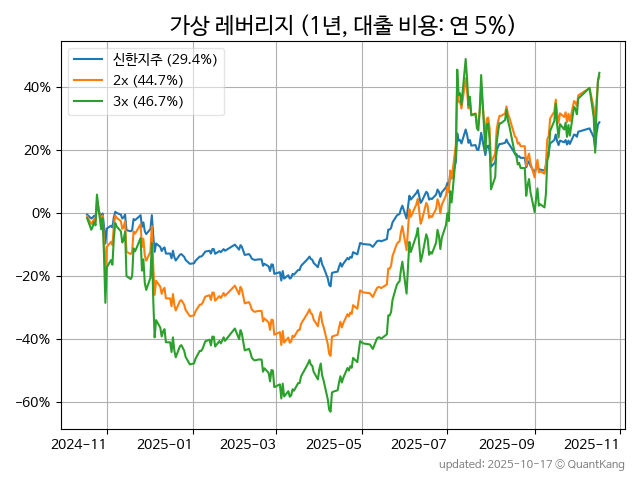 가상 레버리지 (1년, 대출 비용: 연 5%)
신한지주 (29.4%)
2x (44.7%)
3x (46.7%)
40%
20%
0%
−20%
−40%
−60%
2024-11 2025-01 2025-03 2025-05 2025-07 2025-09 2025-11
updated: 2025-10-17 © QuantKang